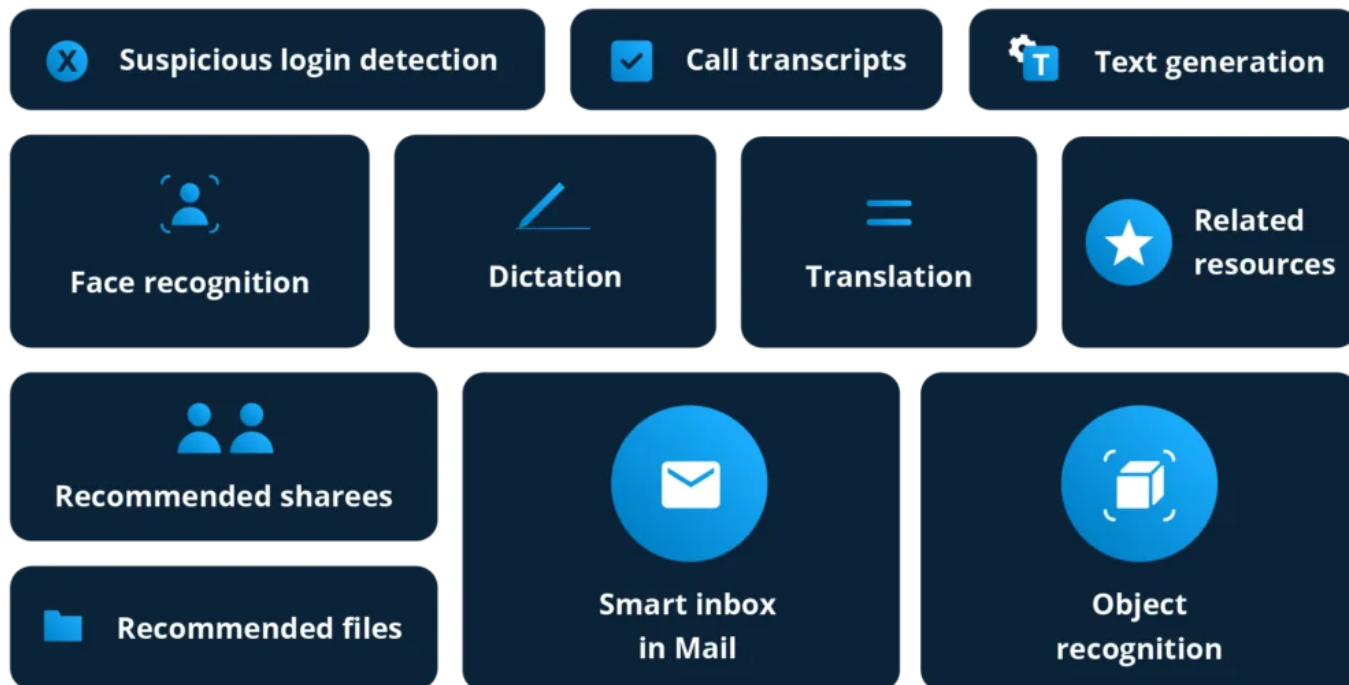 X
Suspicious login detection
Call transcripts
T
Text generation
Face recognition
Dictation
Translation
Related
resources
Recommended sharees
Recommended files
Smart inbox
in Mail
Object
recognition